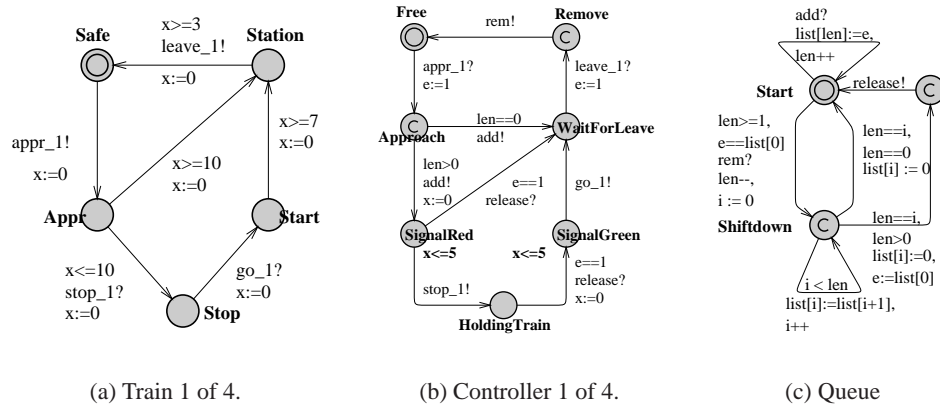 Safe
x>=3
leave_1!
x:=0
Station
appr_1!
x:=0
x>=10
x:=0
x>=7
x:=0
Appr
Start
x<=10
stop_1?
x:=0
go_1?
x:=0
Stop
(a) Train 1 of 4.
Free
rem!
Remove
C
appr_1?
e:=1
leave_1?
e:=1
C
Approach
len==0
add!
WaitForLeave
len>0
add!
x:=0
e==1
release?
go_1!
SignalRed
x<=5
SignalGreen
x<=5
stop_1!
e==1
release?
x:=0
HoldingTrain
(b) Controller 1 of 4.
add?
list[len]:=e,
len++
Start
release!
C
len>=1,
e==list[0]
rem?
len--,
i := 0
len==i,
len==0
list[i] := 0
Shiftdown
C
len==i,
len>0
list[i]:=0,
e:=list[0]
i < len
list[i]:=list[i+1],
i++
(c) Queue